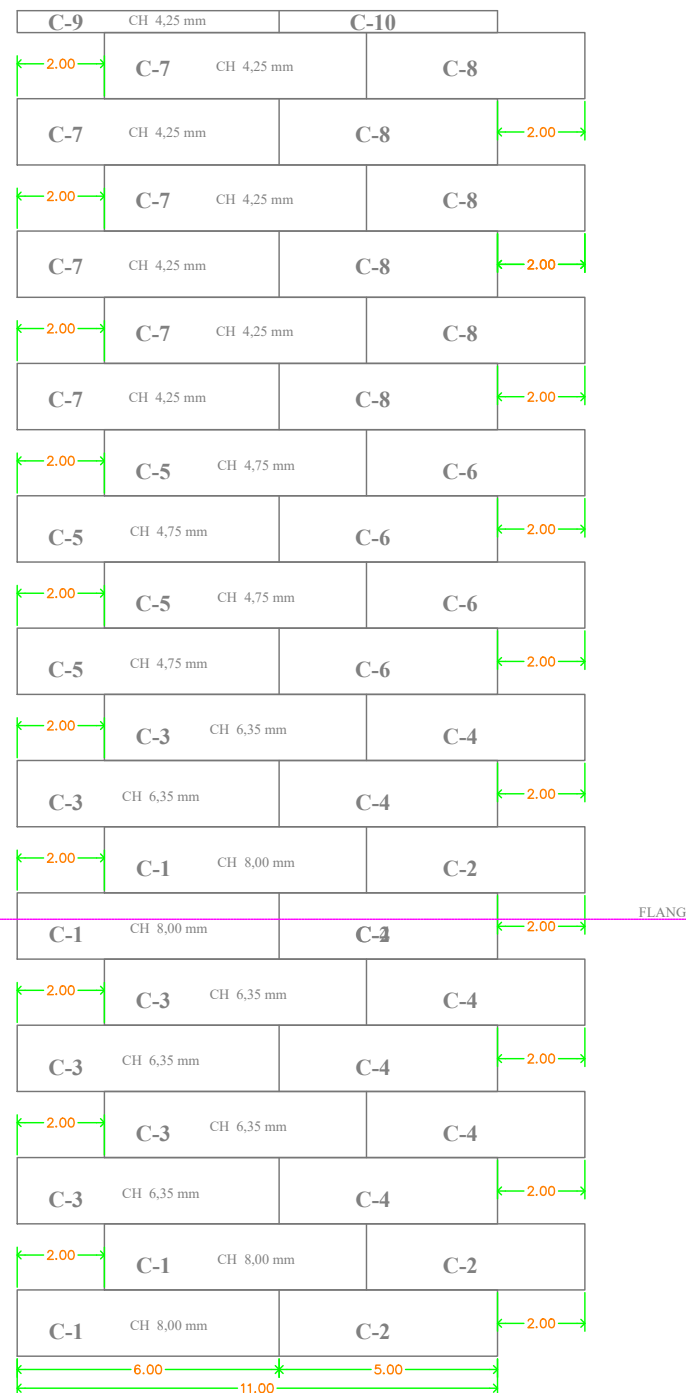 C-9 CH 4,25 mm C-10
2.00 C-7 CH 4,25 mm C-8
C-7 CH 4,25 mm C-8 2.00
2.00 C-7 CH 4,25 mm C-8
C-7 CH 4,25 mm C-8 2.00
2.00 C-7 CH 4,25 mm C-8
C-7 CH 4,25 mm C-8 2.00
2.00 C-5 CH 4,75 mm C-6
C-5 CH 4,75 mm C-6 2.00
2.00 C-5 CH 4,75 mm C-6
C-5 CH 4,75 mm C-6 2.00
2.00 C-3 CH 6,35 mm C-4
C-3 CH 6,35 mm C-4 2.00
2.00 C-1 CH 8,00 mm C-2
FLANG
C-1 CH 8,00 mm 2.00
2.00 C-3 CH 6,35 mm C-4
C-3 CH 6,35 mm C-4 2.00
2.00 C-3 CH 6,35 mm C-4
C-3 CH 6,35 mm C-4 2.00
2.00 C-1 CH 8,00 mm C-2
C-1 CH 8,00 mm C-2 2.00
6.00 5.00
11.00